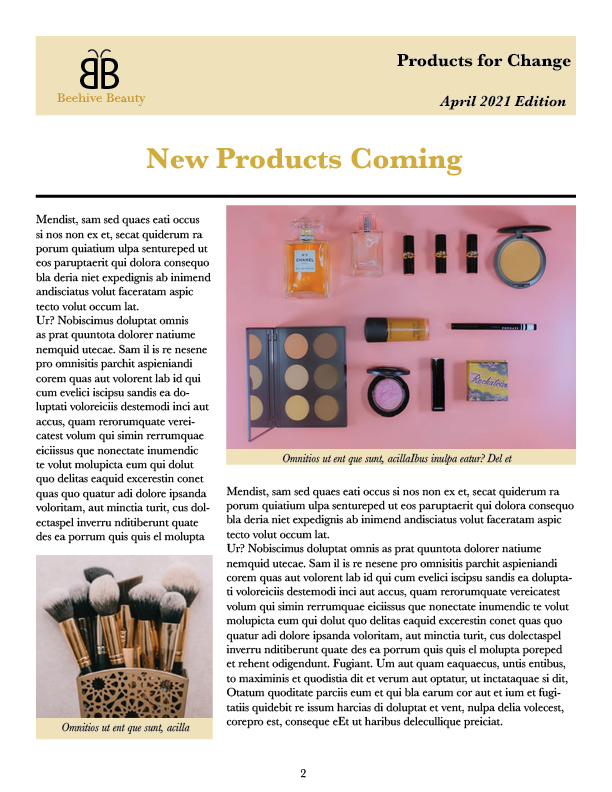 BB
Beehive Beauty
Products for Change
April 2021 Edition
New Products Coming
Mendist, sam sed quaes eati occus
si nos non ex et, secat quiderum ra
porum quiatium ulpa sentureped ut
eos paruptaerit qui dolora consequo
bla deria niet expedignis ab inimend
andisciatus volut faceratam aspic
tecto volut occum lat.
Ur? Nobiscimus doluptat omnis
as prat quuntota dolorer natiume
nemquid utecae. Sam il is re nesene
pro omnisitis parchit aspieniandi
corem quas aut volorent lab id qui
cum evelici iscipsu sandis ea do-
luptati voloreiciis destemodi inci aut
accus, quam rerorumquate verei-
catest volum qui simin rerrumquae
eiciissus que nonectate inumendic
te volut molupicta eum qui dolut
quo delitas eaquid excerestin conet
quas quo quatur adi dolore ipsanda
voloritam, aut minctia turit, cus dol-
ectaspel inverru nditiberunt quate
des ea porrum quis quis el molupta
Omnitios ut ent que sunt, acilla
CHANEL
Rockateur
Omnitios ut ent que sunt, acillaIbus inulpa eatur? Del et
Mendist, sam sed quaes eati occus si nos non ex et, secat quiderum ra
porum quiatium ulpa sentureped ut eos paruptaerit qui dolora consequo
bla deria niet expedignis ab inimend andisciatus volut faceratam aspic
tecto volut occum lat.
Ur? Nobiscimus doluptat omnis as prat quuntota dolorer natiume
nemquid utecae. Sam il is re nesene pro omnisitis parchit aspieniandi
corem quas aut volorent lab id qui cum evelici iscipsu sandis ea dolupta-
ti voloreiciis destemodi inci aut accus, quam rerorumquate vereicatest
volum qui simin rerrumquae eiciissus que nonectate inumendic te volut
molupicta eum qui dolut quo delitas eaquid excerestin conet quas quo
quatur adi dolore ipsanda voloritam, aut minctia turit, cus dolectaspel
inverru nditiberunt quate des ea porrum quis quis el molupta poreped
et rehent odigendunt. Fugiant. Um aut quam eaquaecus, untis entibus,
to maximinis et quodistia dit et verum aut optatur, ut inctataquae si dit,
Otatum quoditate parciis eum et qui bla earum cor aut et ium et fugi-
tatiis quidebit re issum harcias di doluptat et vent, nulpa delia volecest,
corepro est, conseque eEt ut haribus delecullique preiciat.
2